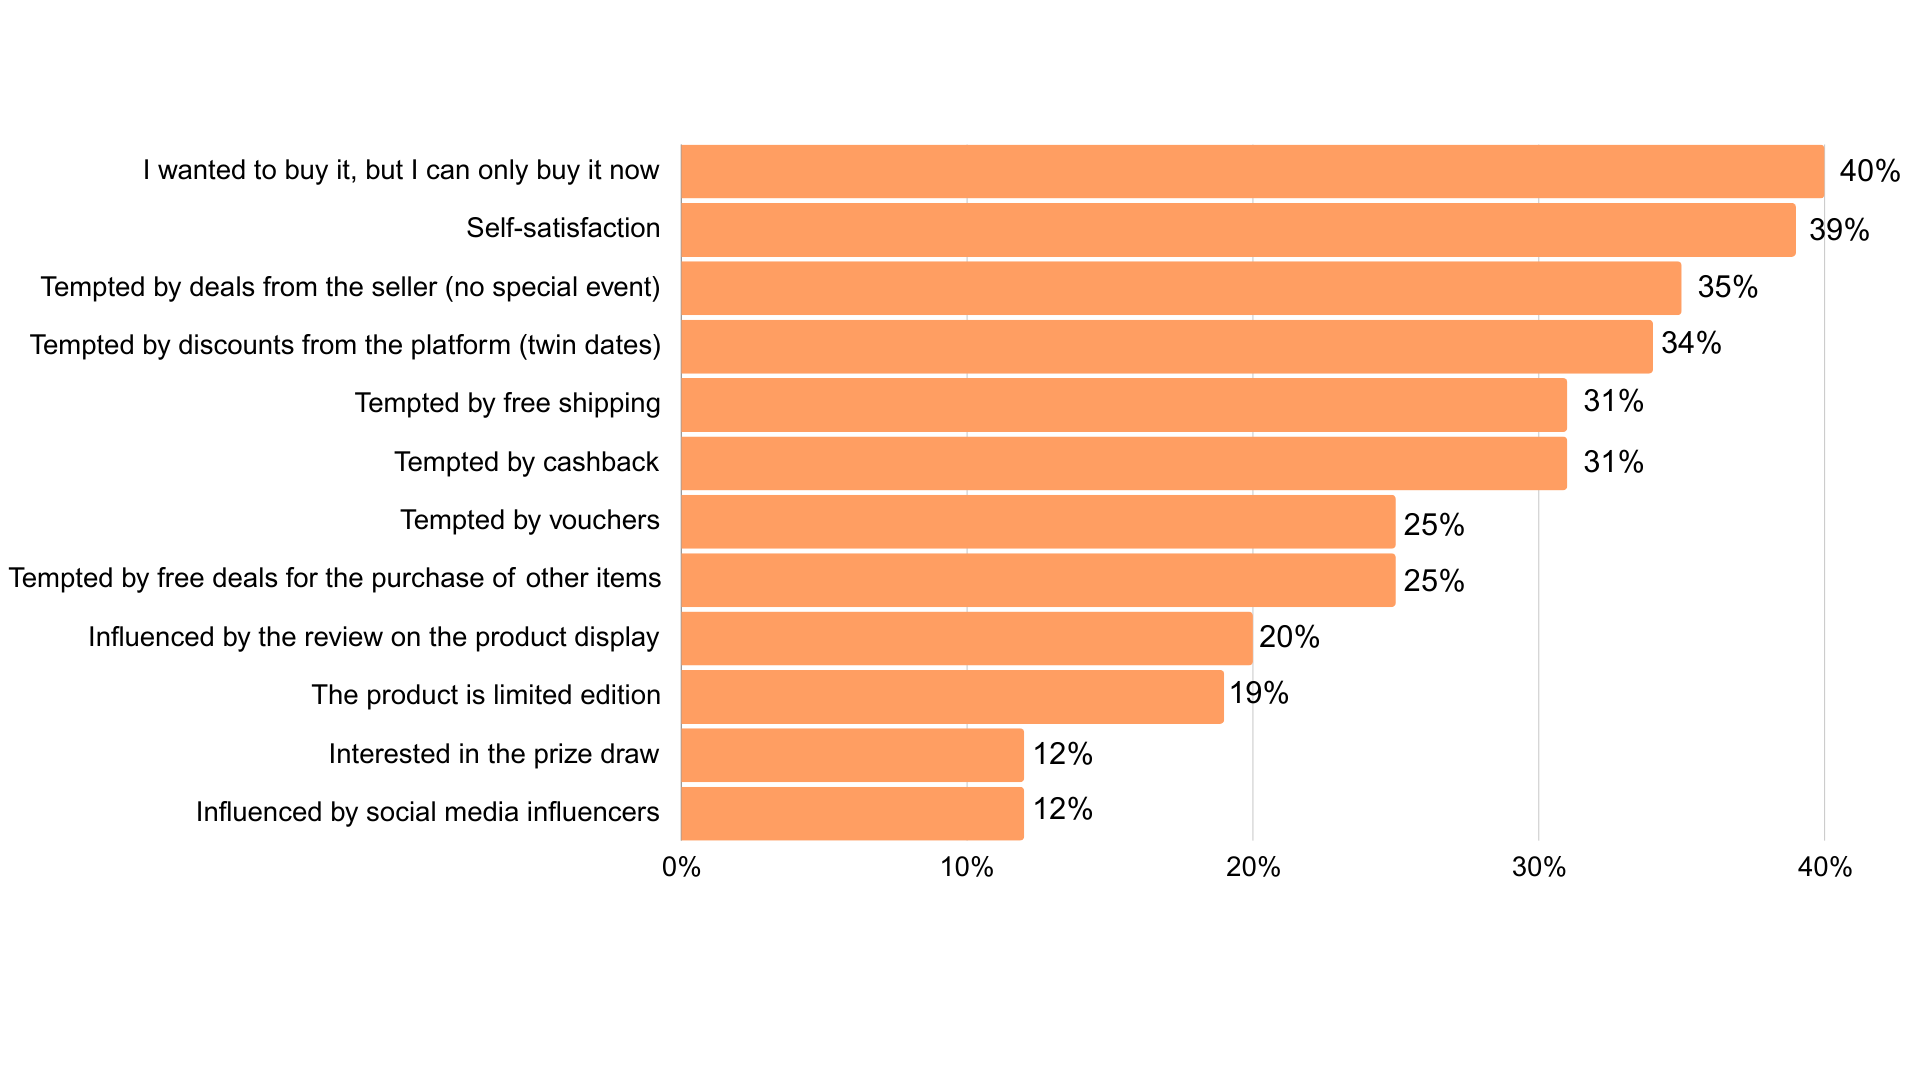 I wanted to buy it, but I can only buy it now 40%
Self-satisfaction 39%
Tempted by deals from the seller (no special event) 35%
Tempted by discounts from the platform (twin dates) 34%
Tempted by free shipping 31%
Tempted by cashback 31%
Tempted by vouchers 25%
Tempted by free deals for the purchase of other items 25%
Influenced by the review on the product display 20%
The product is limited edition 19%
Interested in the prize draw 12%
Influenced by social media influencers 12%
0% 10% 20% 30% 40%